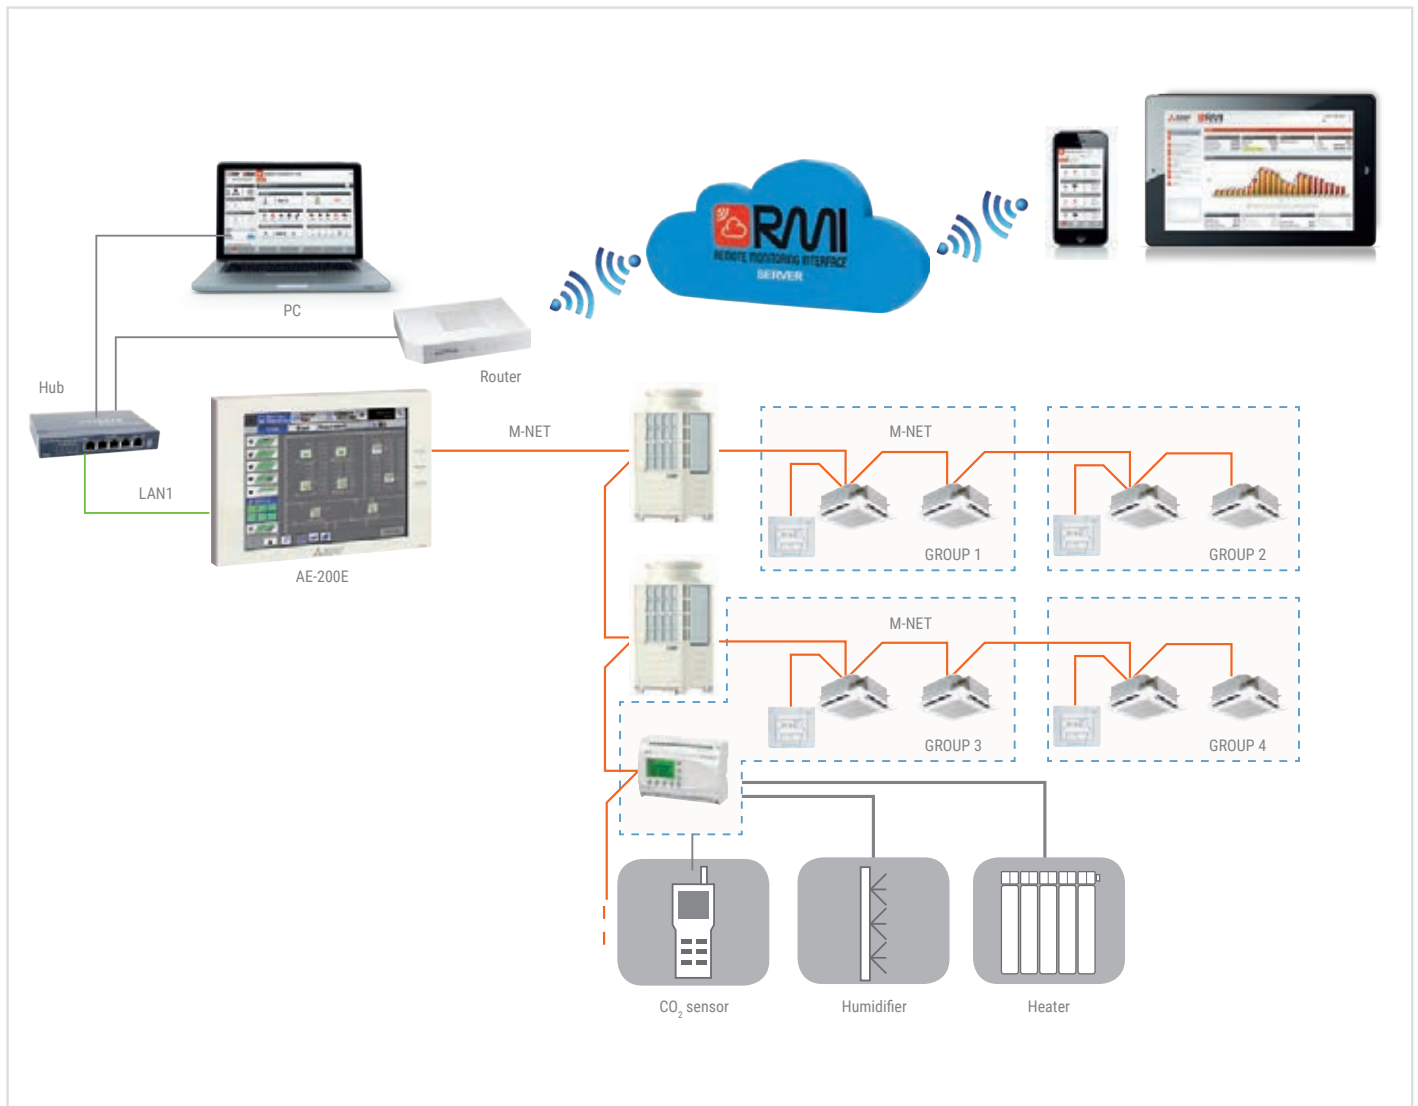 RMI
RMI
REMOTE MONITORING INTERFACE
SERVER
PC
Router
Hub
M-NET
M-NET
LAN1
GROUP 1
GROUP 2
AE-200E
M-NET
GROUP 3
GROUP 4
CO₂ sensor
Humidifier
Heater